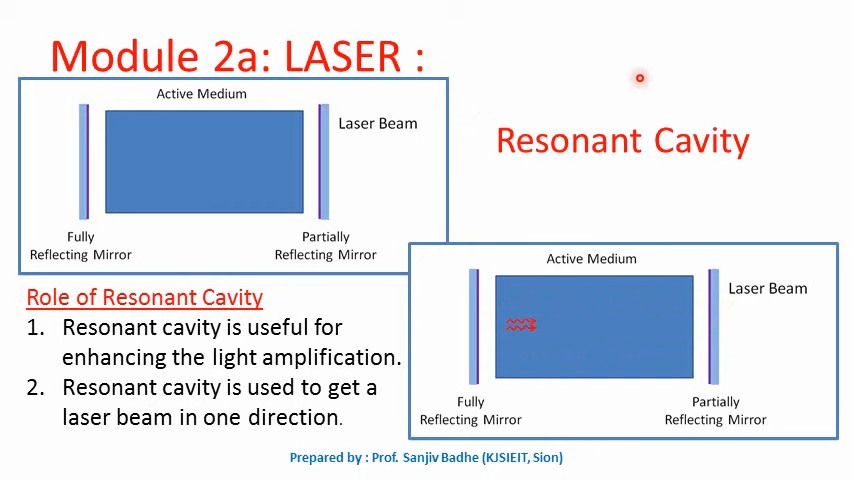 Module 2a: LASER :
Active Medium
Laser Beam
Fully
Reflecting Mirror
Partially
Reflecting Mirror
Resonant Cavity
Role of Resonant Cavity
1. Resonant cavity is useful for
enhancing the light amplification.
2. Resonant cavity is used to get a
laser beam in one direction.
Active Medium
Laser Beam
Fully
Reflecting Mirror
Partially
Reflecting Mirror
Prepared by : Prof. Sanjiv Badhe (KJSIEIT, Sion)